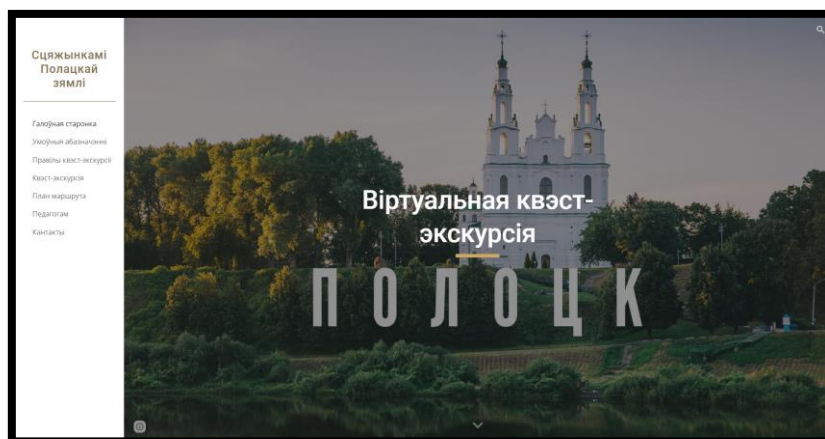 Сцяжынкамі
Полацкай
зямлі
Галоўная старонка
Умоўныя абазначэнні
Правілы квэст-экскурсіі
Квэст-экскурсія
План маршрута
Педагогам
Кантакты
Віртуальная квэст-
экскурсія
ПОЛОЦК